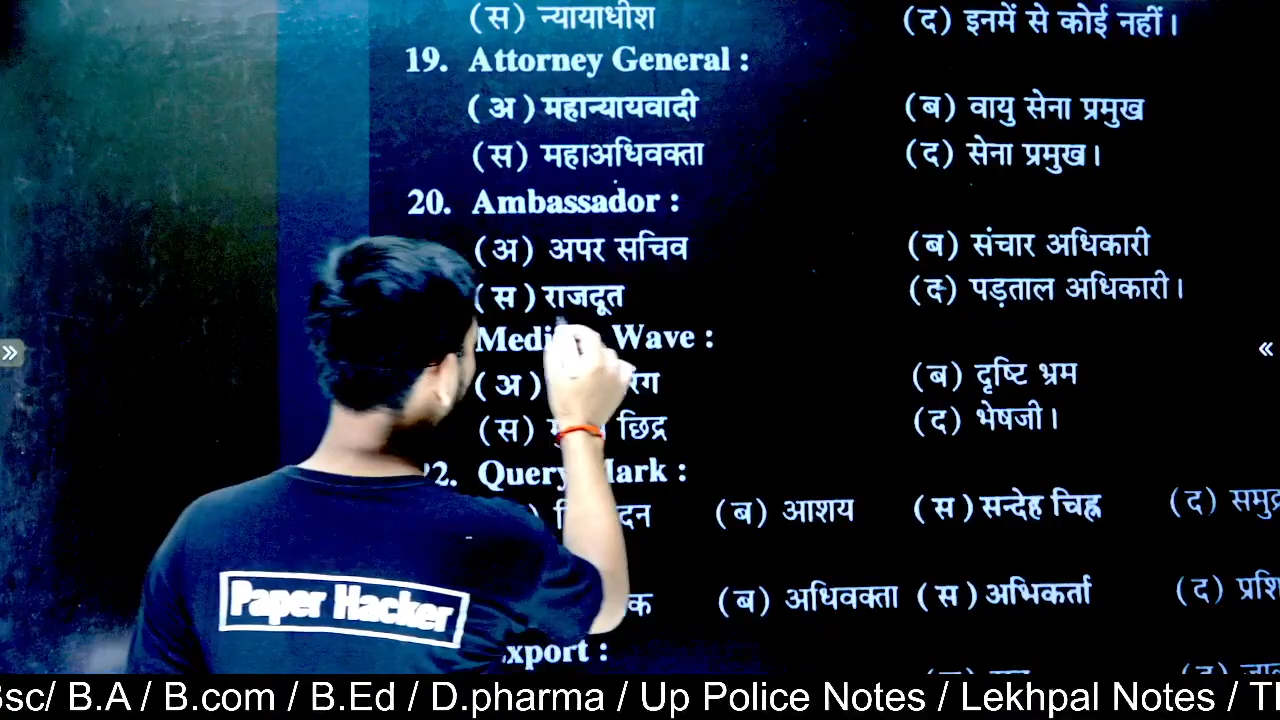 (स) न्यायाधीश (द) इनमें से कोई नहीं।
19. Attorney General :
(अ) महान्यायवादी (ब) वायु सेना प्रमुख
(स) महाअधिवक्ता (द) सेना प्रमुख।
20. Ambassador :
(अ) अपर सचिव (ब) संचार अधिकारी
(स) राजदूत (द) पड़ताल अधिकारी।
Wave :
(अ) (ब) दृष्टि भ्रम
(स) छिद्र (द) भेषजी।
Query Mark :
(ब) आशय (स) सन्देह चिह्न (द)
(ब) अधिवक्ता (स) अभिकर्ता (द)
Paper Hacker
B.A / B.com / B.Ed / D.pharma / Up Police Notes / Lekhpal Notes /